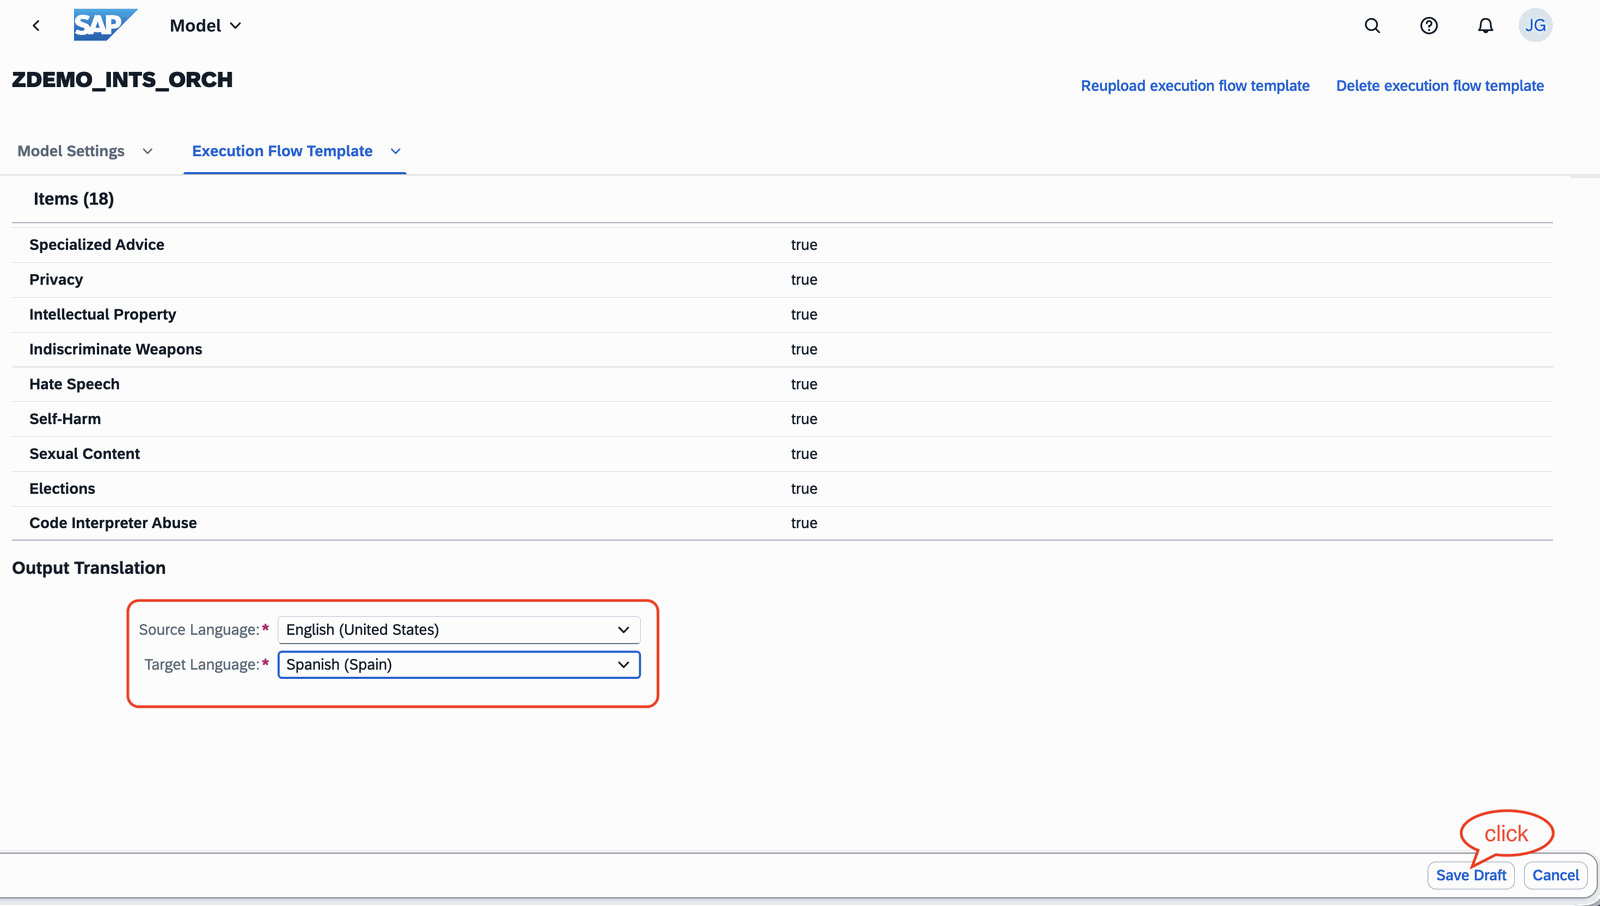 SAP Model JG
ZDEMO_INTS_ORCH
Reupload execution flow template Delete execution flow template
Model Settings Execution Flow Template
Items (18)
Specialized Advice true
Privacy true
Intellectual Property true
Indiscriminate Weapons true
Hate Speech true
Self-Harm true
Sexual Content true
Elections true
Code Interpreter Abuse true
Output Translation
Source Language:* English (United States)
Target Language:* Spanish (Spain)
click
Save Draft Cancel